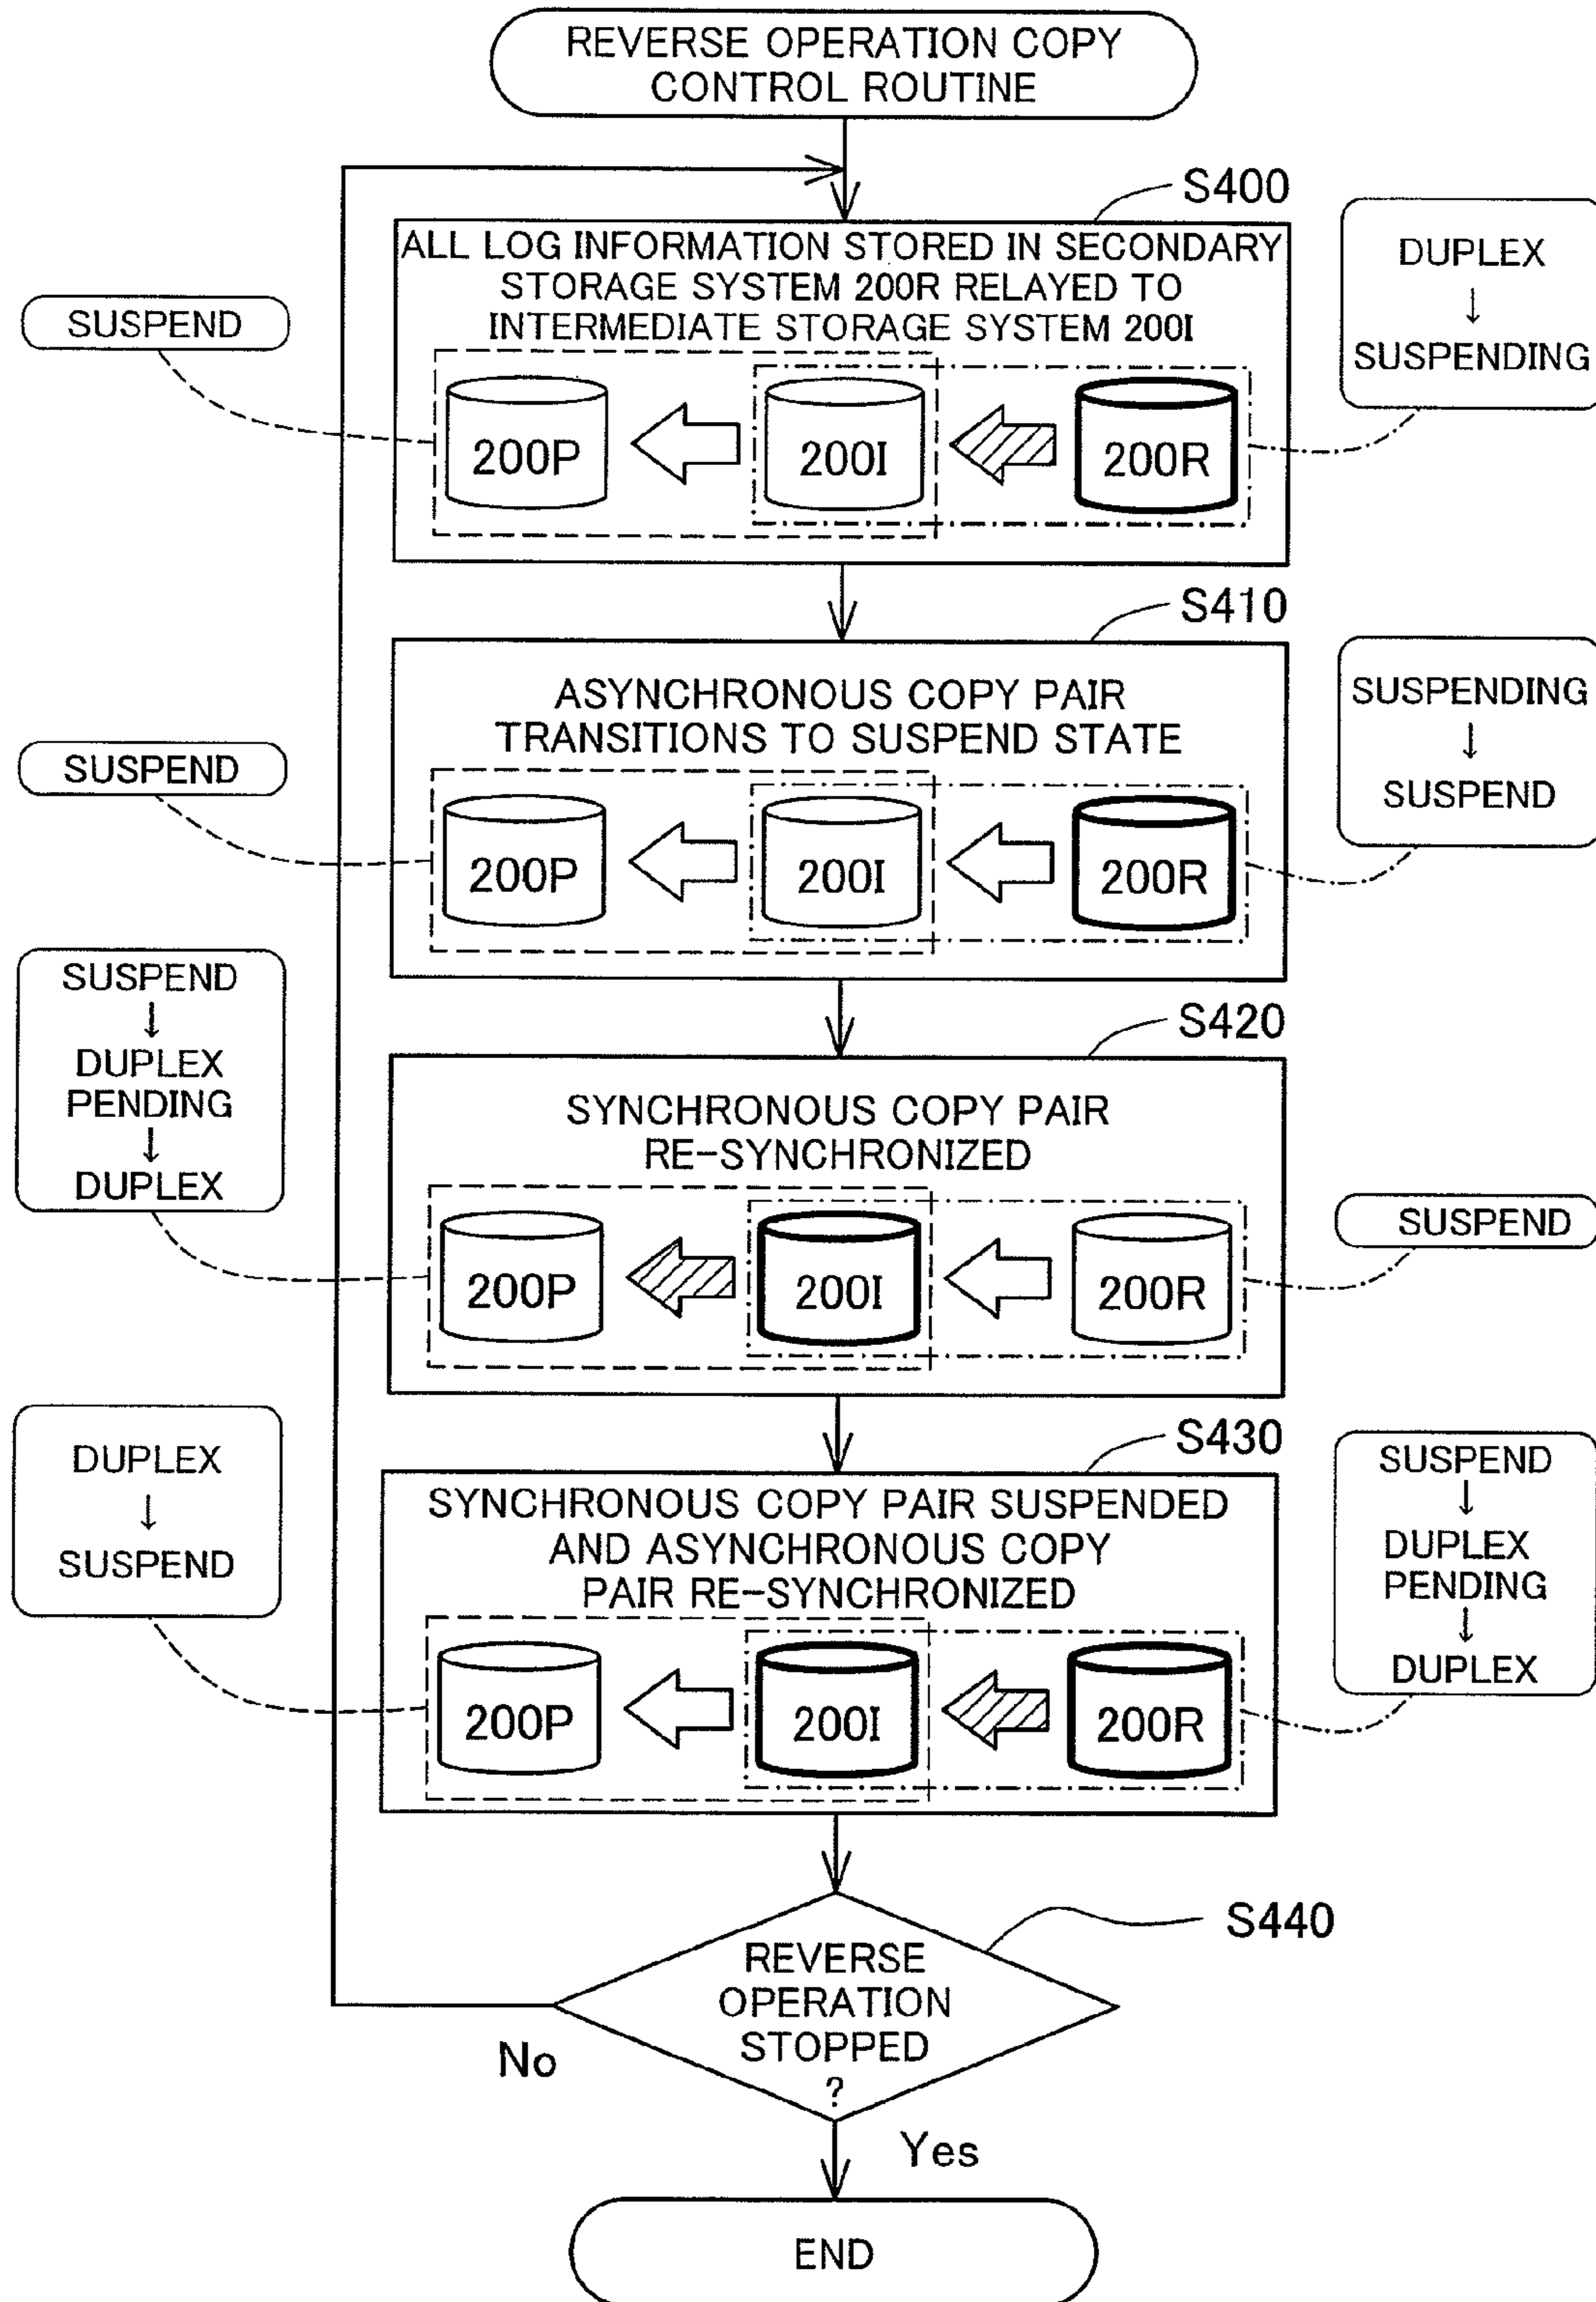 REVERSE OPERATION COPY
CONTROL ROUTINE
S400
ALL LOG INFORMATION STORED IN SECONDARY
STORAGE SYSTEM 200R RELAYED TO
INTERMEDIATE STORAGE SYSTEM 200I
SUSPEND
DUPLEX
↓
SUSPENDING
200P
200I
200R
S410
ASYNCHRONOUS COPY PAIR
TRANSITIONS TO SUSPEND STATE
SUSPEND
SUSPENDING
↓
SUSPEND
200P
200I
200R
S420
SYNCHRONOUS COPY PAIR
RE-SYNCHRONIZED
SUSPEND
↓
DUPLEX
PENDING
↓
DUPLEX
SUSPEND
200P
200I
200R
S430
SYNCHRONOUS COPY PAIR SUSPENDED
AND ASYNCHRONOUS COPY
PAIR RE-SYNCHRONIZED
DUPLEX
↓
SUSPEND
SUSPEND
↓
DUPLEX
PENDING
↓
DUPLEX
200P
200I
200R
S440
REVERSE
OPERATION
STOPPED
?
No
Yes
END